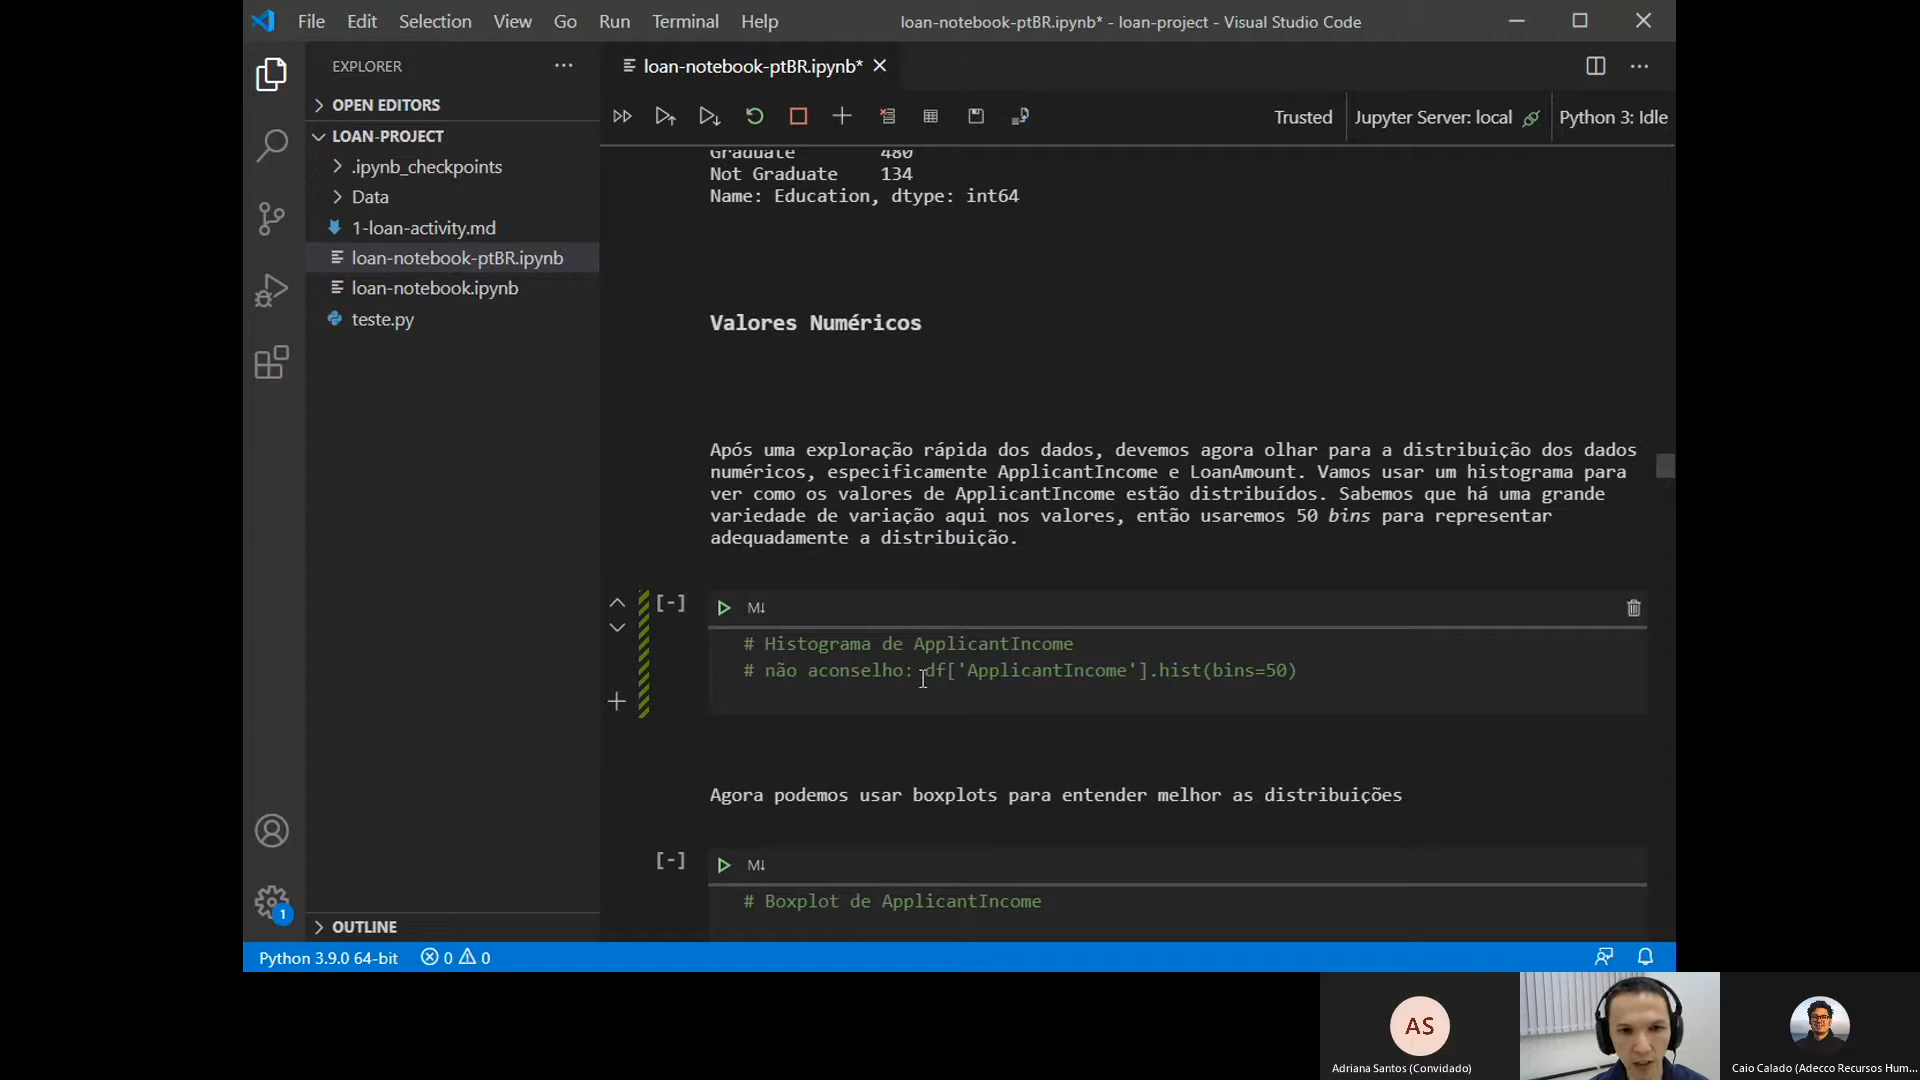 File Edit Selection View Go Run Terminal Help
loan-notebook-ptBR.ipynb* - loan-project - Visual Studio Code
EXPLORER
loan-notebook-ptBR.ipynb*
OPEN EDITORS
LOAN-PROJECT
.ipynb_checkpoints
Data
1-loan-activity.md
loan-notebook-ptBR.ipynb
loan-notebook.ipynb
teste.py
OUTLINE
Trusted
Jupyter Server: local
Python 3: Idle
Graduate 480
Not Graduate 134
Name: Education, dtype: int64
Valores Numéricos
Após uma exploração rápida dos dados, devemos agora olhar para a distribuição dos dados
numéricos, especificamente ApplicantIncome e LoanAmount. Vamos usar um histograma para
ver como os valores de ApplicantIncome estão distribuídos. Sabemos que há uma grande
variedade de variação aqui nos valores, então usaremos 50 bins para representar
adequadamente a distribuição.
[-]
M↓
# Histograma de ApplicantIncome
# não aconselho: df['ApplicantIncome'].hist(bins=50)
Agora podemos usar boxplots para entender melhor as distribuições
[-]
M↓
# Boxplot de ApplicantIncome
1
Python 3.9.0 64-bit
0 0
AS
Adriana Santos (Convidado)
Caio Calado (Adecco Recursos Hum...